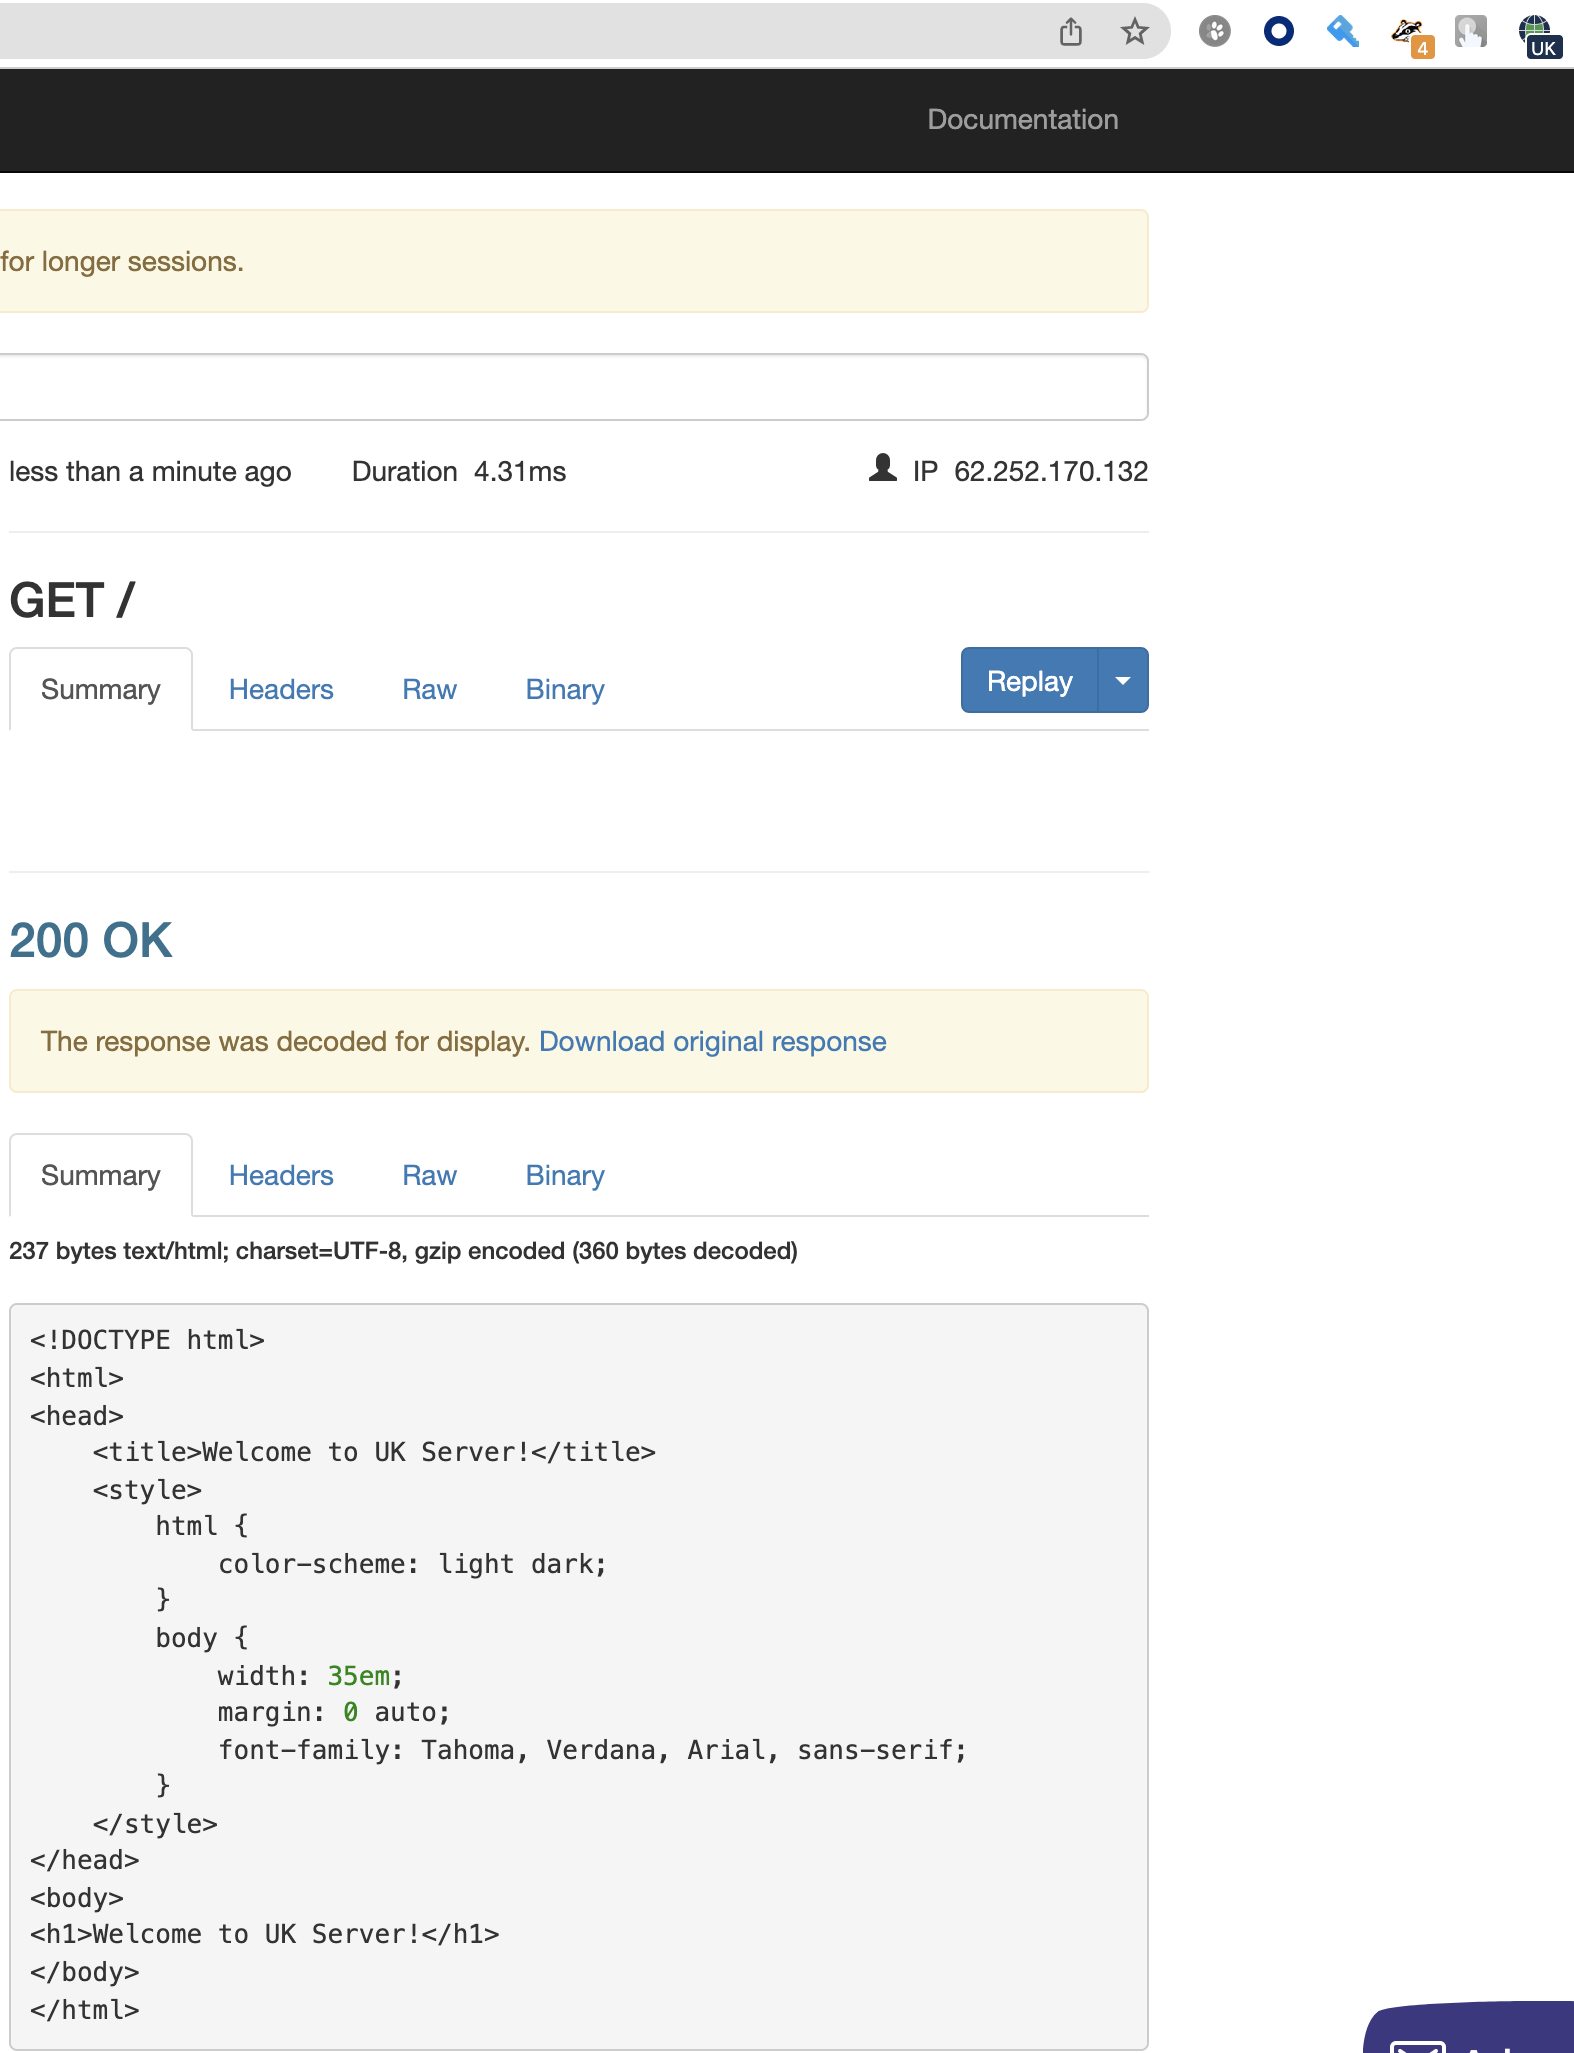 4
UK
Documentation
for longer sessions.
less than a minute ago Duration 4.31ms IP 62.252.170.132
GET /
Summary Headers Raw Binary Replay
200 OK
The response was decoded for display. Download original response
Summary Headers Raw Binary
237 bytes text/html; charset=UTF-8, gzip encoded (360 bytes decoded)
<!DOCTYPE html>
<html>
<head>
    <title>Welcome to UK Server!</title>
    <style>
        html {
            color-scheme: light dark;
        }
        body {
            width: 35em;
            margin: 0 auto;
            font-family: Tahoma, Verdana, Arial, sans-serif;
        }
    </style>
</head>
<body>
<h1>Welcome to UK Server!</h1>
</body>
</html>